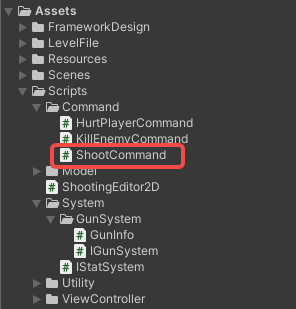 Assets
FrameworkDesign
LevelFile
Resources
Scenes
Scripts
Command
HurtPlayerCommand
KillEnemyCommand
ShootCommand
Model
ShootingEditor2D
System
GunSystem
GunInfo
IGunSystem
IStatSystem
Utility
ViewController